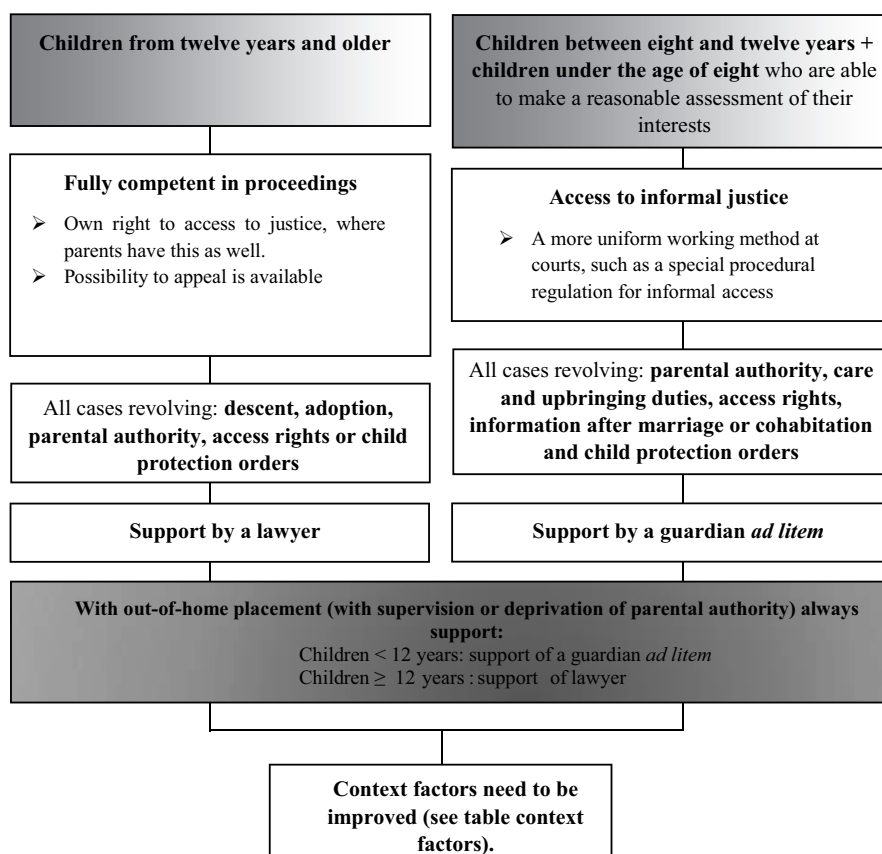 Children from twelve years and older
Children between eight and twelve years +
children under the age of eight who are able
to make a reasonable assessment of their
interests
Fully competent in proceedings
➢ Own right to access to justice, where
parents have this as well.
➢ Possibility to appeal is available
Access to informal justice
➢ A more uniform working method at
courts, such as a special procedural
regulation for informal access
All cases revolving: descent, adoption,
parental authority, access rights or child
protection orders
All cases revolving: parental authority, care
and upbringing duties, access rights,
information after marriage or cohabitation
and child protection orders
Support by a lawyer
Support by a guardian ad litem
With out-of-home placement (with supervision or deprivation of parental authority) always
support:
Children < 12 years: support of a guardian ad litem
Children ≥ 12 years : support of lawyer
Context factors need to be
improved (see table context
factors).